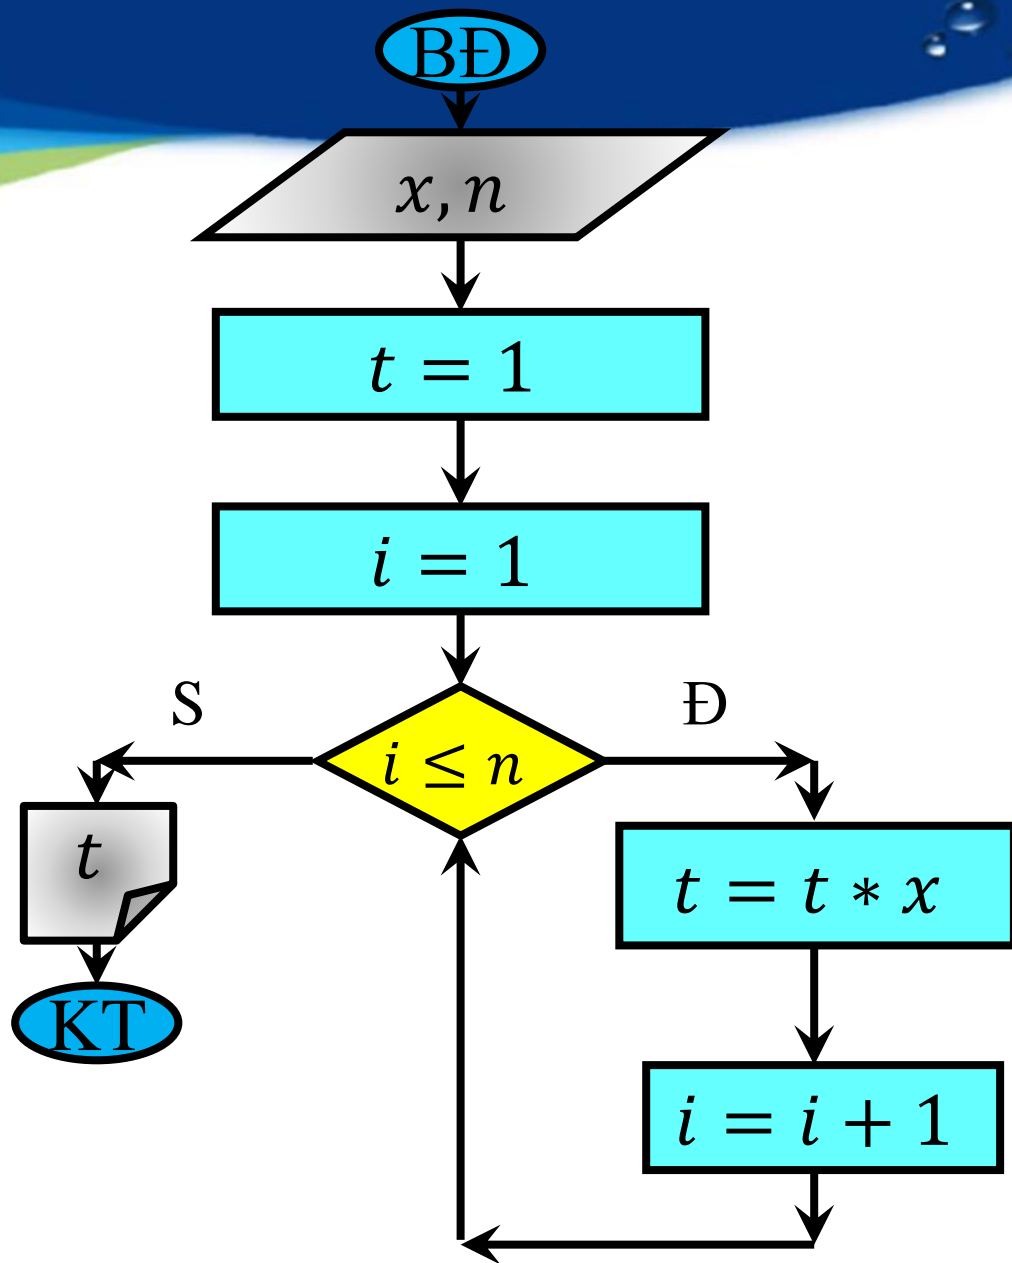 BĐ
x, n
t = 1
i = 1
S
Đ
i ≤ n
t
t = t * x
KT
i = i + 1